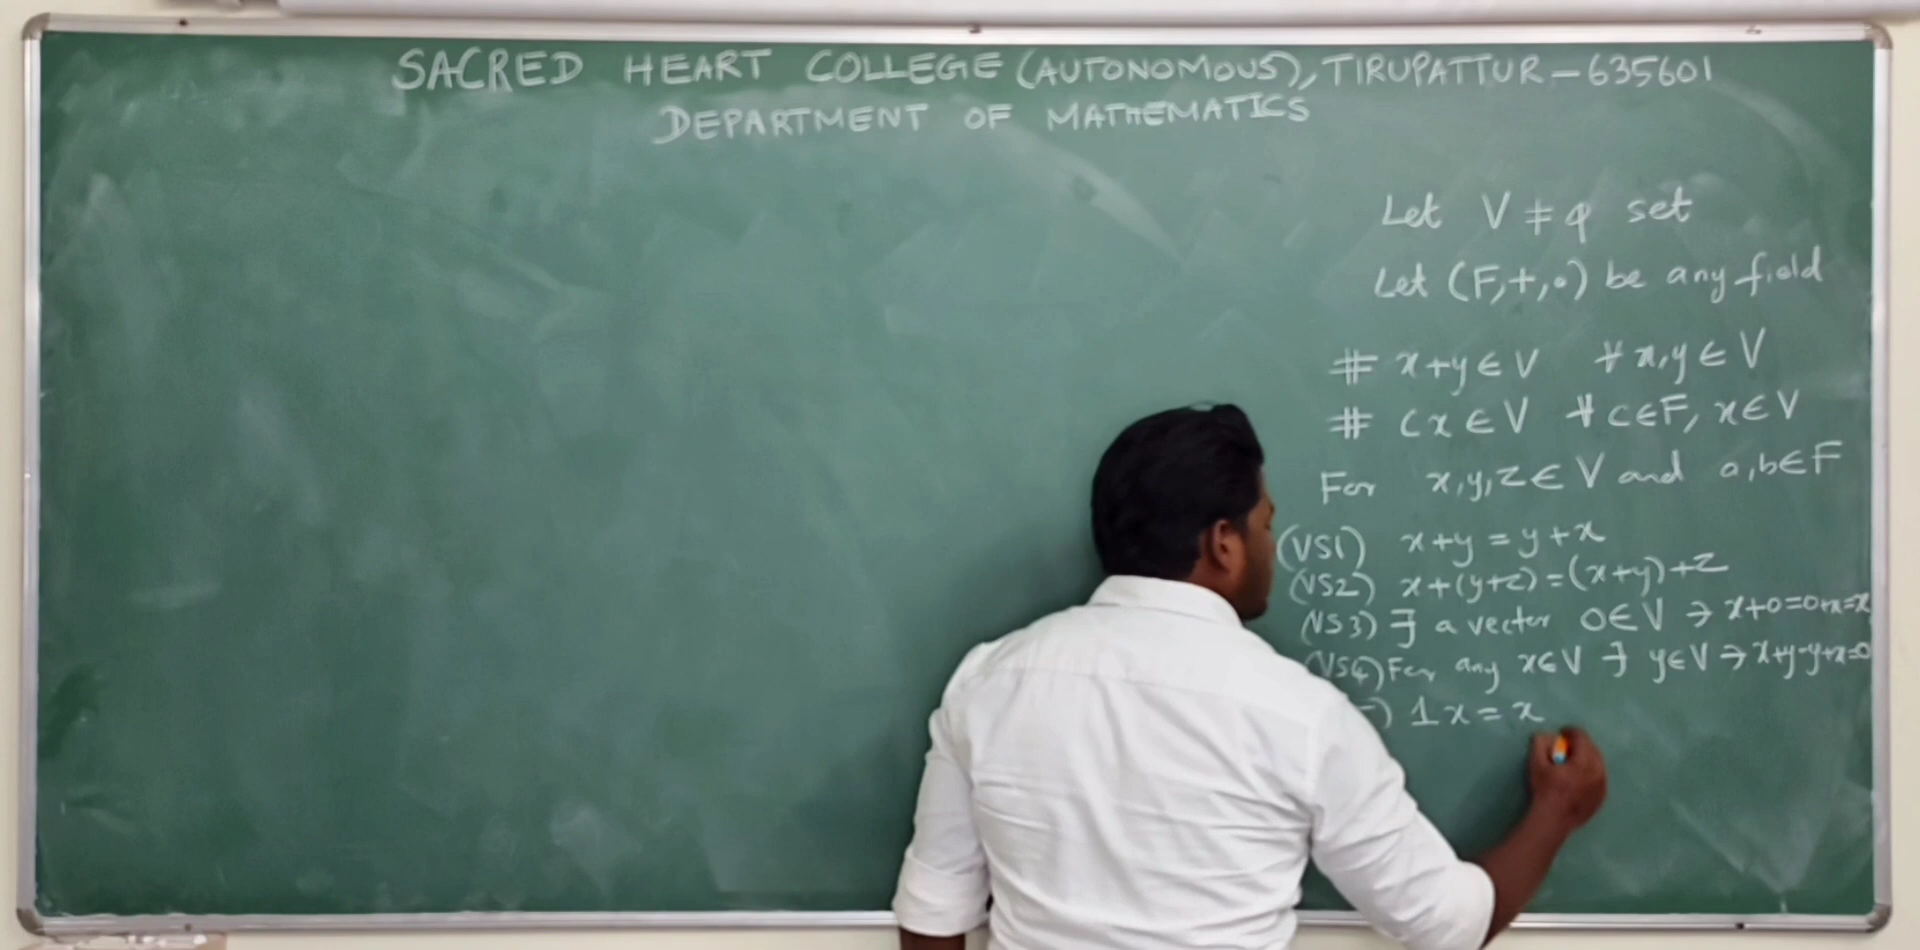 SACRED HEART COLLEGE (AUTONOMOUS), TIRUPATTUR - 635601
DEPARTMENT OF MATHEMATICS
Let V ≠ φ set
Let (F,+,∘) be any field
# x+y ∈ V ∀ x,y ∈ V
# cx ∈ V ∀ c∈F, x∈V
For x,y,z ∈ V and a,b∈F
(VS1) x+y = y+x
(VS2) x+(y+z) = (x+y)+z
(VS3) ∃ a vector 0∈V → x+0=0+x=x
(VS4) For any x∈V ∃ y∈V → x+y=y+x=0
) 1x = x